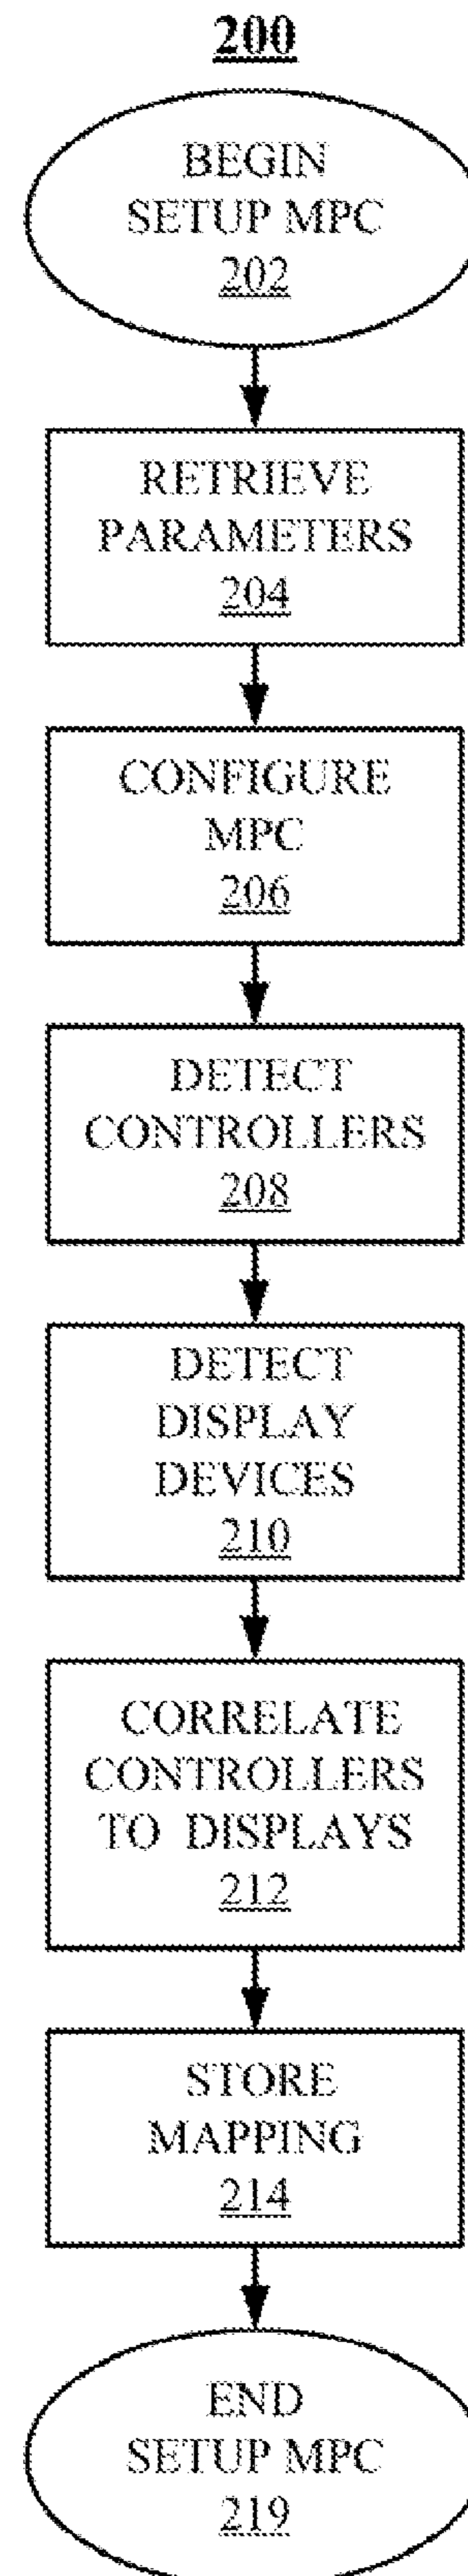 200
BEGIN
SETUP MPC
202
RETRIEVE
PARAMETERS
204
CONFIGURE
MPC
206
DETECT
CONTROLLERS
208
DETECT
DISPLAY
DEVICES
210
CORRELATE
CONTROLLERS
TO DISPLAYS
212
STORE
MAPPING
214
END
SETUP MPC
219